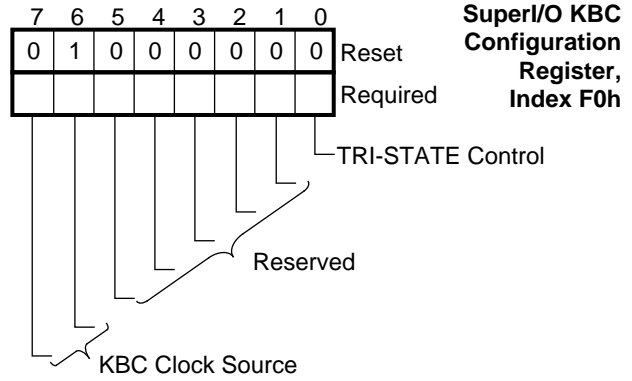 7 6 5 4 3 2 1 0
0 1 0 0 0 0 0 0 Reset
Required
SuperI/O KBC
Configuration
Register,
Index F0h
TRI-STATE Control
Reserved
KBC Clock Source